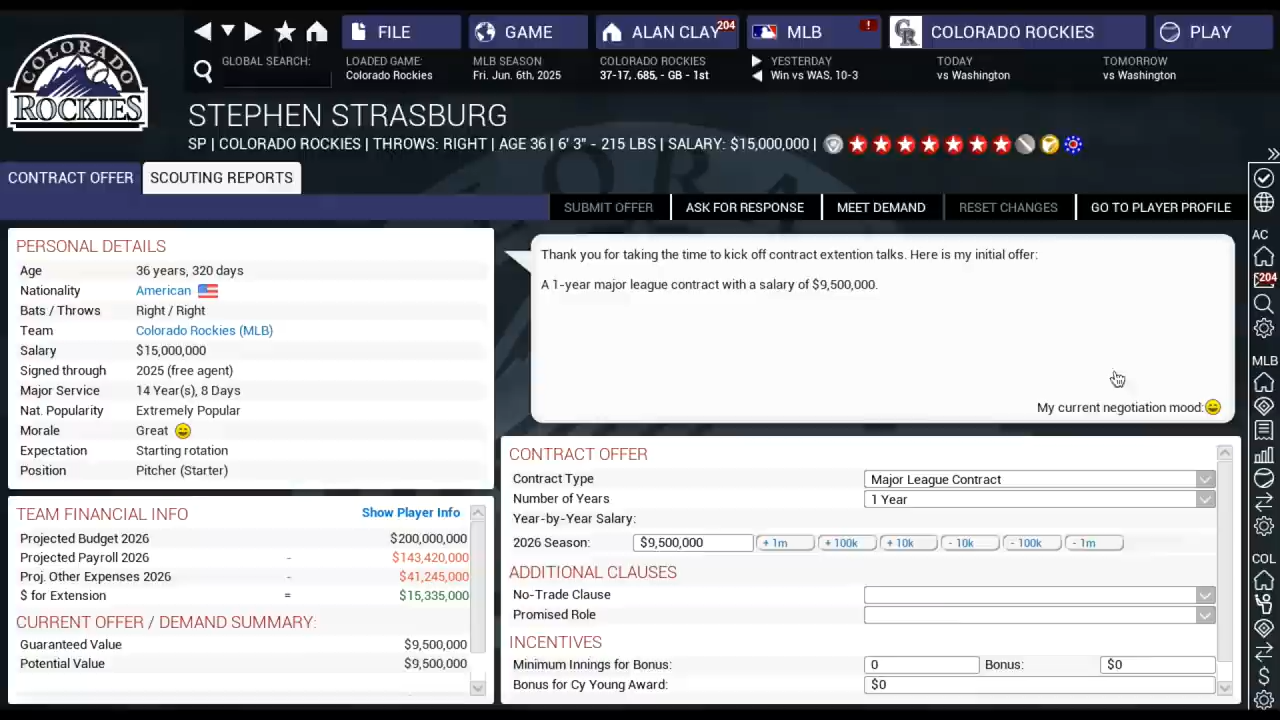 COLORADO
ROCKIES
FILE
GAME
ALAN CLAY
204
MLB
!
CR
COLORADO ROCKIES
PLAY
GLOBAL SEARCH:
LOADED GAME:
Colorado Rockies
MLB SEASON
Fri. Jun. 6th, 2025
COLORADO ROCKIES
37-17, .685, - GB - 1st
YESTERDAY
Win vs WAS, 10-3
TODAY
vs Washington
TOMORROW
vs Washington
STEPHEN STRASBURG
SP | COLORADO ROCKIES | THROWS: RIGHT | AGE 36 | 6' 3" - 215 LBS | SALARY: $15,000,000 |
CONTRACT OFFER
SCOUTING REPORTS
SUBMIT OFFER
ASK FOR RESPONSE
MEET DEMAND
RESET CHANGES
GO TO PLAYER PROFILE
PERSONAL DETAILS
Age 36 years, 320 days
Nationality American
Bats / Throws Right / Right
Team Colorado Rockies (MLB)
Salary $15,000,000
Signed through 2025 (free agent)
Major Service 14 Year(s), 8 Days
Nat. Popularity Extremely Popular
Morale Great
Expectation Starting rotation
Position Pitcher (Starter)
Thank you for taking the time to kick off contract extention talks. Here is my initial offer:
A 1-year major league contract with a salary of $9,500,000.
My current negotiation mood:
TEAM FINANCIAL INFO Show Player Info
Projected Budget 2026 $200,000,000
Projected Payroll 2026 - $143,420,000
Proj. Other Expenses 2026 - $41,245,000
$ for Extension = $15,335,000
CURRENT OFFER / DEMAND SUMMARY:
Guaranteed Value $9,500,000
Potential Value $9,500,000
CONTRACT OFFER
Contract Type Major League Contract
Number of Years 1 Year
Year-by-Year Salary:
2026 Season: $9,500,000 + 1m + 100k + 10k - 10k - 100k - 1m
ADDITIONAL CLAUSES
No-Trade Clause
Promised Role
INCENTIVES
Minimum Innings for Bonus: 0 Bonus: $0
Bonus for Cy Young Award: $0
AC
204
MLB
COL
$